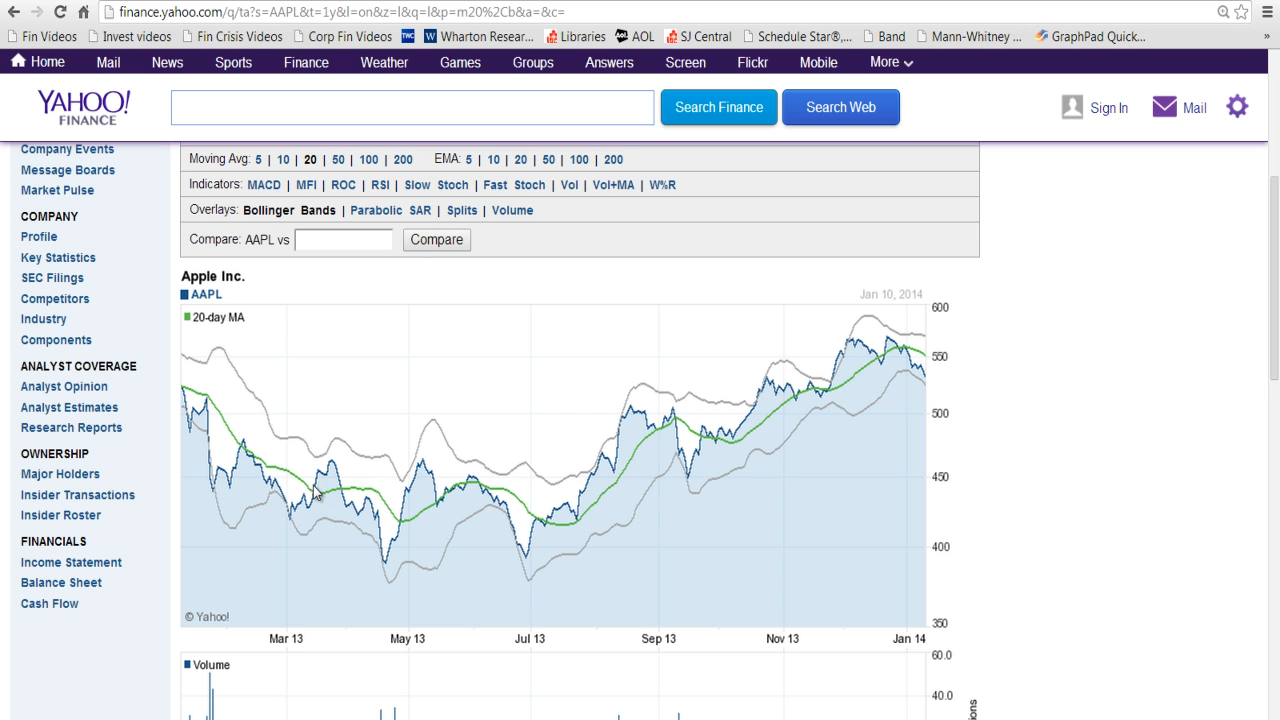 finance.yahoo.com/q/ta?s=AAPL&t=1y&l=on&z=l&q=l&p=m20%2Cb&a=&c=
Fin Videos Invest videos Fin Crisis Videos Corp Fin Videos TWC W Wharton Resear... Libraries Aol. AOL SJ Central Schedule Star®,... Band Mann-Whitney ... GraphPad Quick... »
Home Mail News Sports Finance Weather Games Groups Answers Screen Flickr Mobile More
YAHOO!
FINANCE
Search Finance Search Web Sign In Mail
Company Events
Message Boards
Market Pulse
COMPANY
Profile
Key Statistics
SEC Filings
Competitors
Industry
Components
ANALYST COVERAGE
Analyst Opinion
Analyst Estimates
Research Reports
OWNERSHIP
Major Holders
Insider Transactions
Insider Roster
FINANCIALS
Income Statement
Balance Sheet
Cash Flow
Moving Avg: 5 | 10 | 20 | 50 | 100 | 200 EMA: 5 | 10 | 20 | 50 | 100 | 200
Indicators: MACD | MFI | ROC | RSI | Slow Stoch | Fast Stoch | Vol | Vol+MA | W%R
Overlays: Bollinger Bands | Parabolic SAR | Splits | Volume
Compare: AAPL vs Compare
Apple Inc.
AAPL Jan 10, 2014
20-day MA
600
550
500
450
400
350
© Yahoo!
Mar 13 May 13 Jul 13 Sep 13 Nov 13 Jan 14
Volume
60.0
40.0